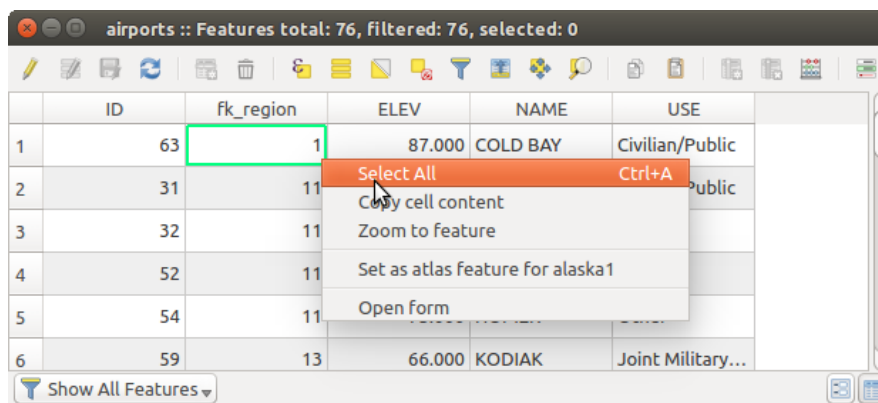 airports :: Features total: 76, filtered: 76, selected: 0
ID fk_region ELEV NAME USE
1 63 1 87.000 COLD BAY Civilian/Public
Select All Ctrl+A
2 31 11 Public
Copy cell content
3 32 11 Zoom to feature
4 52 11 Set as atlas feature for alaska1
5 54 11 Open form
6 59 13 66.000 KODIAK Joint Military...
Show All Features